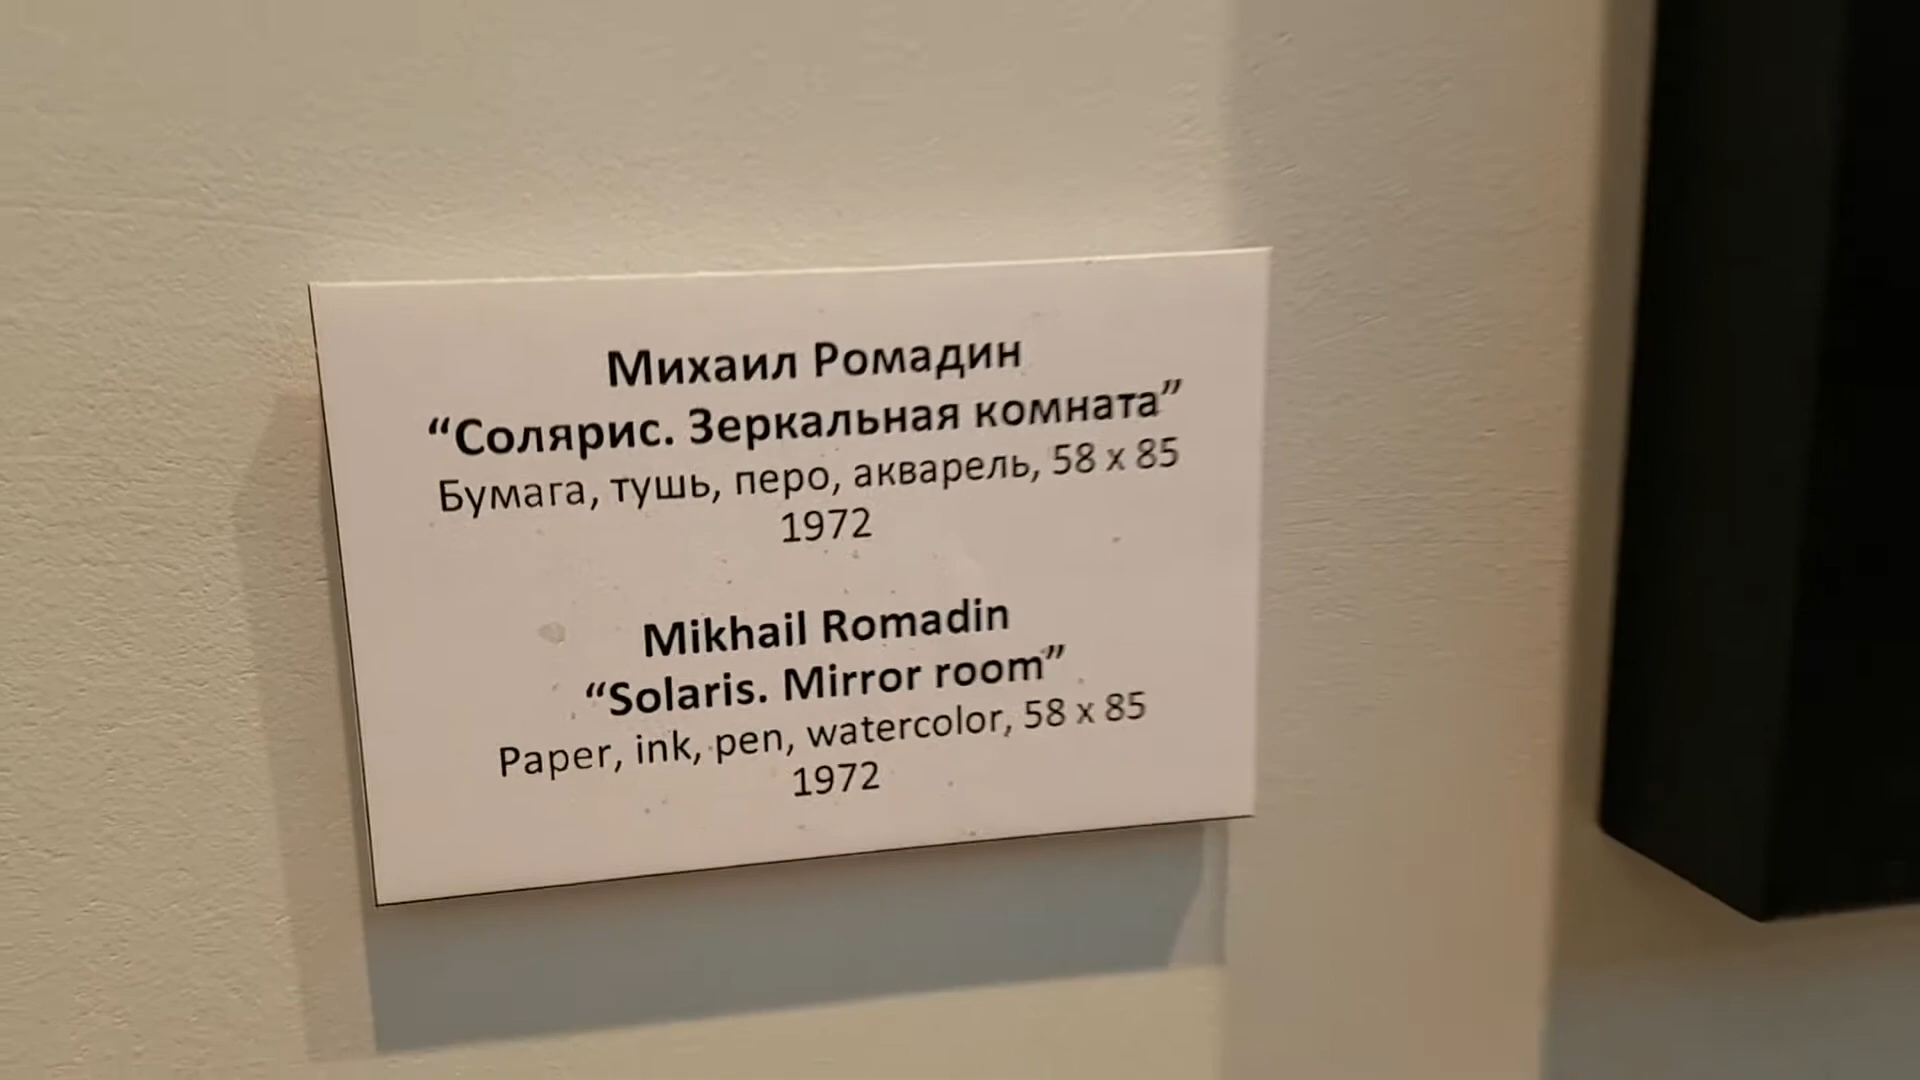 Михаил Ромадин
“Солярис. Зеркальная комната”
Бумага, тушь, перо, акварель, 58 x 85
1972
Mikhail Romadin
“Solaris. Mirror room”
Paper, ink, pen, watercolor, 58 x 85
1972